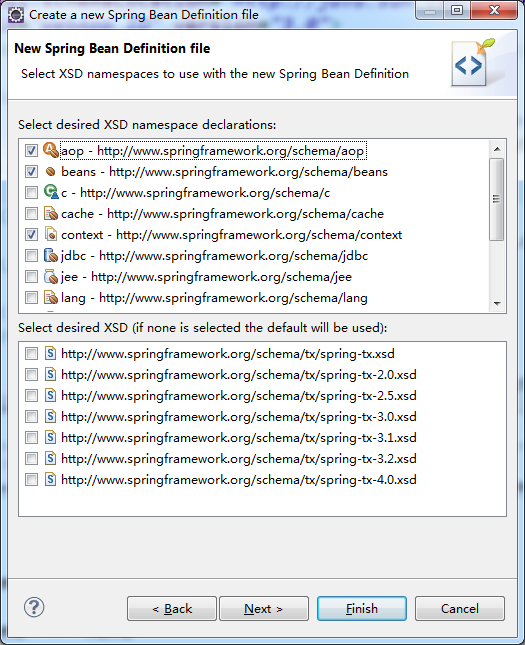 Create a new Spring Bean Definition file
New Spring Bean Definition file
Select XSD namespaces to use with the new Spring Bean Definition
Select desired XSD namespace declarations:
aop - http://www.springframework.org/schema/aop
beans - http://www.springframework.org/schema/beans
c - http://www.springframework.org/schema/c
cache - http://www.springframework.org/schema/cache
context - http://www.springframework.org/schema/context
jdbc - http://www.springframework.org/schema/jdbc
jee - http://www.springframework.org/schema/jee
lang - http://www.springframework.org/schema/lang
Select desired XSD (if none is selected the default will be used):
http://www.springframework.org/schema/tx/spring-tx.xsd
http://www.springframework.org/schema/tx/spring-tx-2.0.xsd
http://www.springframework.org/schema/tx/spring-tx-2.5.xsd
http://www.springframework.org/schema/tx/spring-tx-3.0.xsd
http://www.springframework.org/schema/tx/spring-tx-3.1.xsd
http://www.springframework.org/schema/tx/spring-tx-3.2.xsd
http://www.springframework.org/schema/tx/spring-tx-4.0.xsd
< Back Next > Finish Cancel